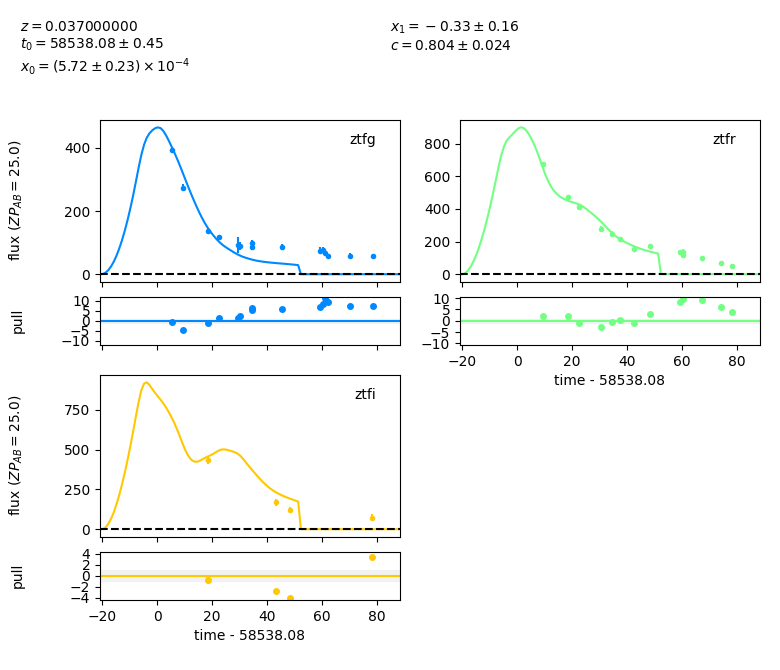 z = 0.037000000
t₀ = 58538.08 ± 0.45
x₀ = (5.72 ± 0.23) × 10⁻⁴
x₁ = −0.33 ± 0.16
c = 0.804 ± 0.024
flux (ZP_AB = 25.0)
400
200
0
ztfg
800
600
400
200
0
ztfr
pull
10
5
0
−5
−10
10
5
0
−5
−10
−20
0
20
40
60
80
time - 58538.08
flux (ZP_AB = 25.0)
750
500
250
0
ztfi
pull
4
2
0
−2
−4
−20
0
20
40
60
80
time - 58538.08